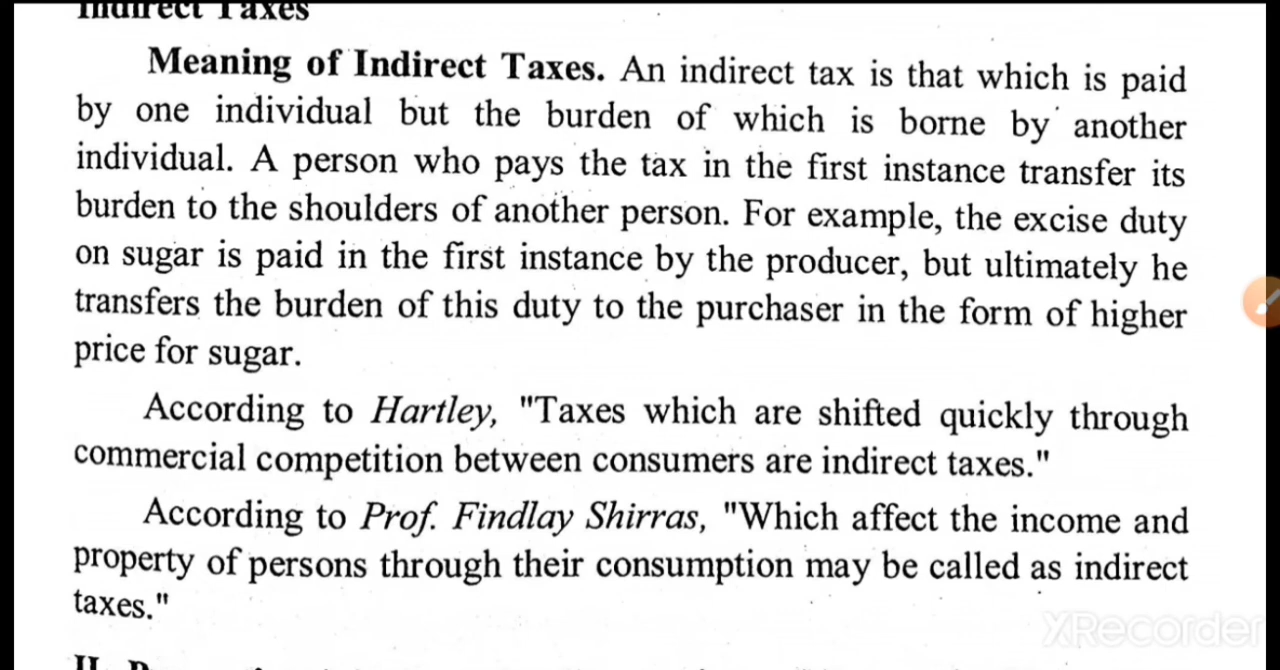 Indirect Taxes
Meaning of Indirect Taxes. An indirect tax is that which is paid
by one individual but the burden of which is borne by another
individual. A person who pays the tax in the first instance transfer its
burden to the shoulders of another person. For example, the excise duty
on sugar is paid in the first instance by the producer, but ultimately he
transfers the burden of this duty to the purchaser in the form of higher
price for sugar.
According to Hartley, "Taxes which are shifted quickly through
commercial competition between consumers are indirect taxes."
According to Prof. Findlay Shirras, "Which affect the income and
property of persons through their consumption may be called as indirect
taxes."
XRecorder